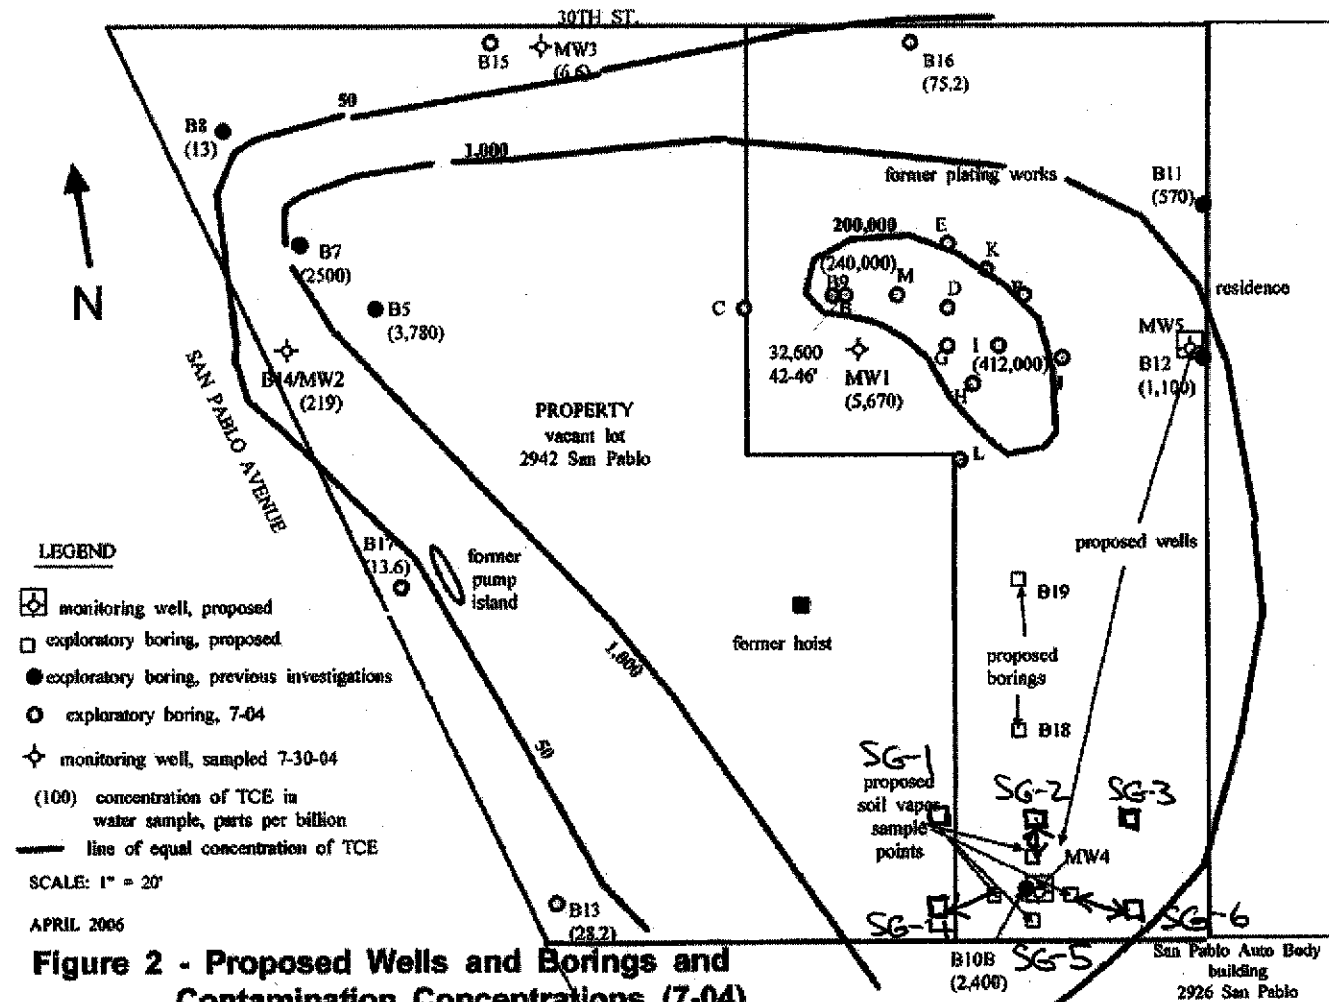 30TH ST.
B15
MW3
(6.6)
B16
(75.2)
50
B8
(13)
1,000
former plating works
B11
(570)
N
B7
(2500)
B5
(3,780)
200,000
E
K
(240,000)
B9
M
D
F
B
C
residence
MW5
B12
(1,100)
32,600
42-46'
MW1
(5,670)
G
I
(412,000)
J
H
L
B14/MW2
(219)
SAN PABLO AVENUE
PROPERTY
vacant lot
2942 San Pablo
proposed wells
B17
(13.6)
former
pump
island
former hoist
1,000
50
B19
proposed
borings
B18
LEGEND
monitoring well, proposed
exploratory boring, proposed
exploratory boring, previous investigations
exploratory boring, 7-04
monitoring well, sampled 7-30-04
(100) concentration of TCE in
water sample, parts per billion
line of equal concentration of TCE
SCALE: 1" = 20'
APRIL 2006
SG-1
proposed
soil vapor
sample
points
SG-2
SG-3
MW4
SG-4
SG-5
SG-6
B10B
(2,400)
B13
(28.2)
San Pablo Auto Body
building
2926 San Pablo
Figure 2 - Proposed Wells and Borings and
Contamination Concentrations (7-04)